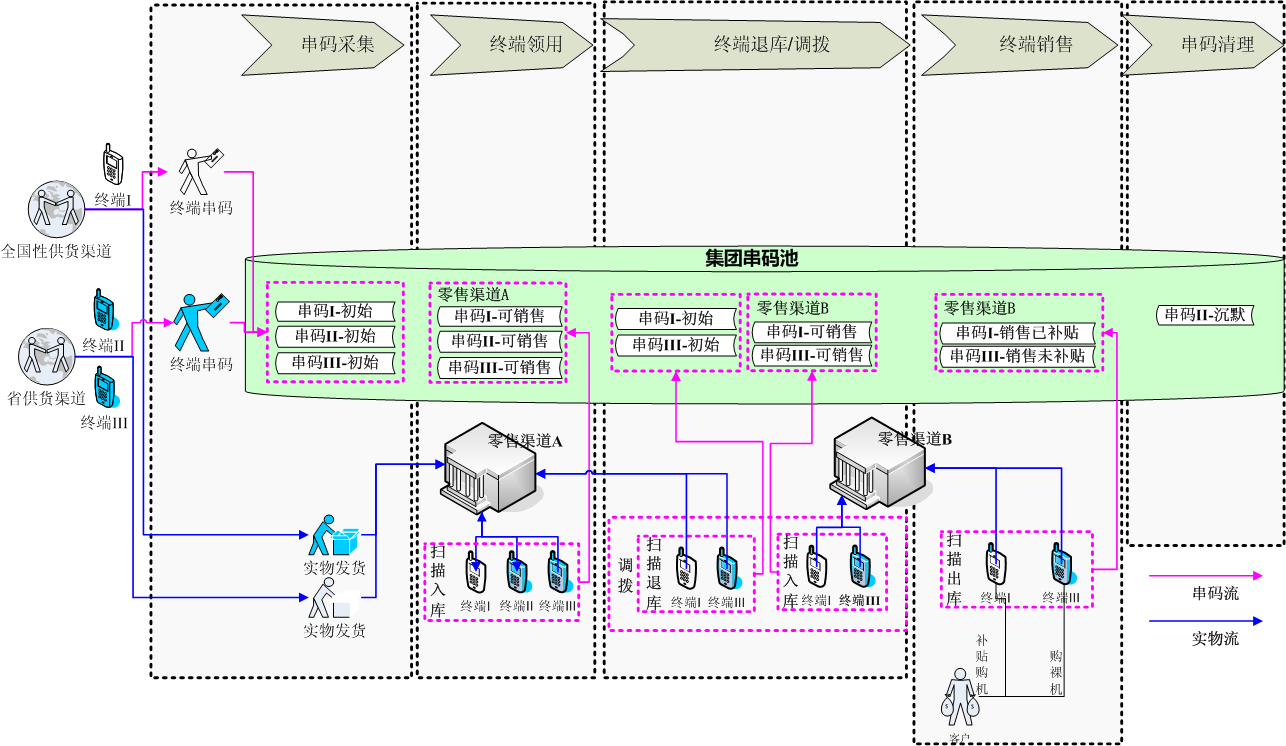 串码采集
终端领用
终端退库/调拨
终端销售
串码清理
终端I
终端串码
全国性供货渠道
集团串码池
串码I-初始
串码II-初始
串码III-初始
零售渠道A
串码I-可销售
串码II-可销售
串码III-可销售
串码I-初始
串码III-初始
零售渠道B
串码I-可销售
串码III-可销售
零售渠道B
串码I-销售已补贴
串码III-销售未补贴
串码II-沉默
终端II
终端串码
省供货渠道
终端III
零售渠道A
零售渠道B
实物发货
实物发货
扫描入库
终端I
终端II
终端III
调拨
扫描退库
终端I
终端III
扫描入库
终端I
终端III
扫描出库
终端I
终端III
串码流
实物流
补贴购机
购裸机
客户